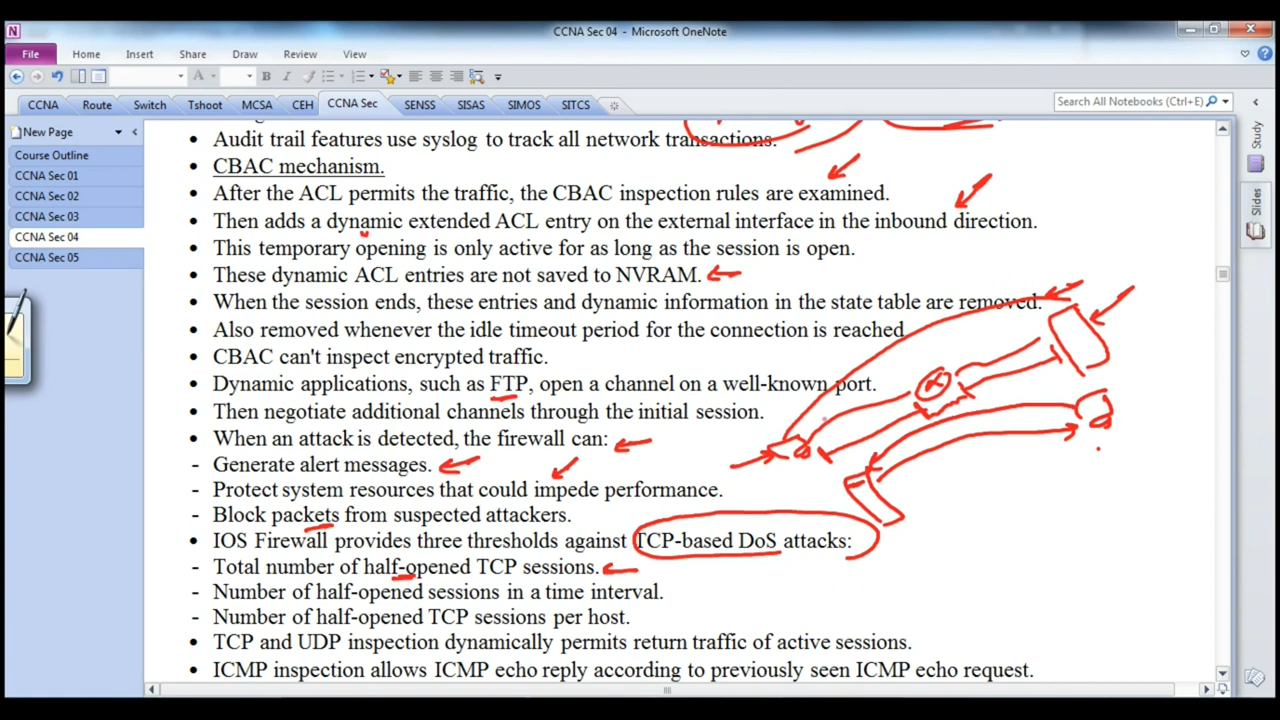 CCNA Sec 04 - Microsoft OneNote
File Home Insert Share Draw Review View
CCNA Route Switch Tshoot MCSA CEH CCNA Sec SENSS SISAS SIMOS SITCS
Search All Notebooks (Ctrl+E)
New Page
Course Outline
CCNA Sec 01
CCNA Sec 02
CCNA Sec 03
CCNA Sec 04
CCNA Sec 05
Study
Slides
• Audit trail features use syslog to track all network transactions.
• CBAC mechanism.
• After the ACL permits the traffic, the CBAC inspection rules are examined.
• Then adds a dynamic extended ACL entry on the external interface in the inbound direction.
• This temporary opening is only active for as long as the session is open.
• These dynamic ACL entries are not saved to NVRAM.
• When the session ends, these entries and dynamic information in the state table are removed.
• Also removed whenever the idle timeout period for the connection is reached
• CBAC can't inspect encrypted traffic.
• Dynamic applications, such as FTP, open a channel on a well-known port.
• Then negotiate additional channels through the initial session.
• When an attack is detected, the firewall can:
- Generate alert messages.
- Protect system resources that could impede performance.
- Block packets from suspected attackers.
• IOS Firewall provides three thresholds against TCP-based DoS attacks:
- Total number of half-opened TCP sessions.
- Number of half-opened sessions in a time interval.
- Number of half-opened TCP sessions per host.
• TCP and UDP inspection dynamically permits return traffic of active sessions.
• ICMP inspection allows ICMP echo reply according to previously seen ICMP echo request.